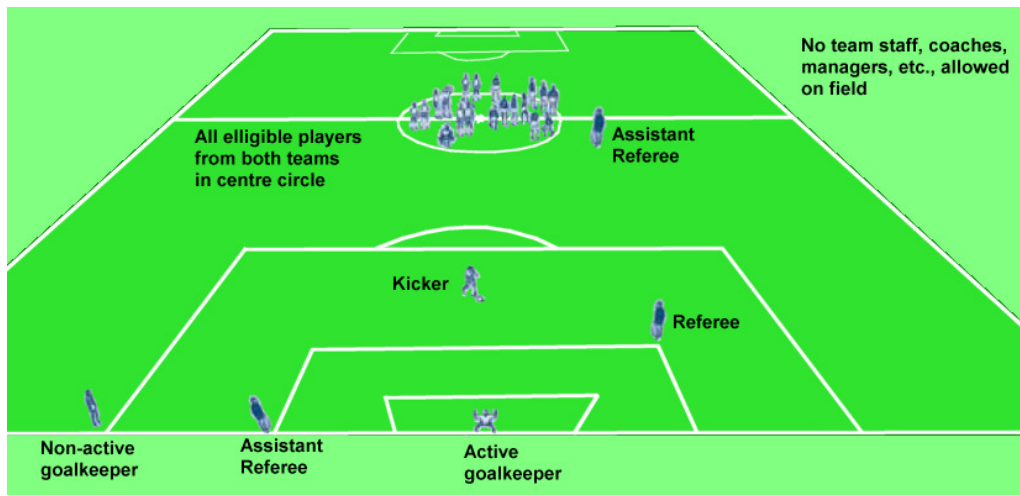 No team staff, coaches,
managers, etc., allowed
on field
All elligible players
from both teams
in centre circle
Assistant
Referee
Kicker
Referee
Non-active
goalkeeper
Assistant
Referee
Active
goalkeeper